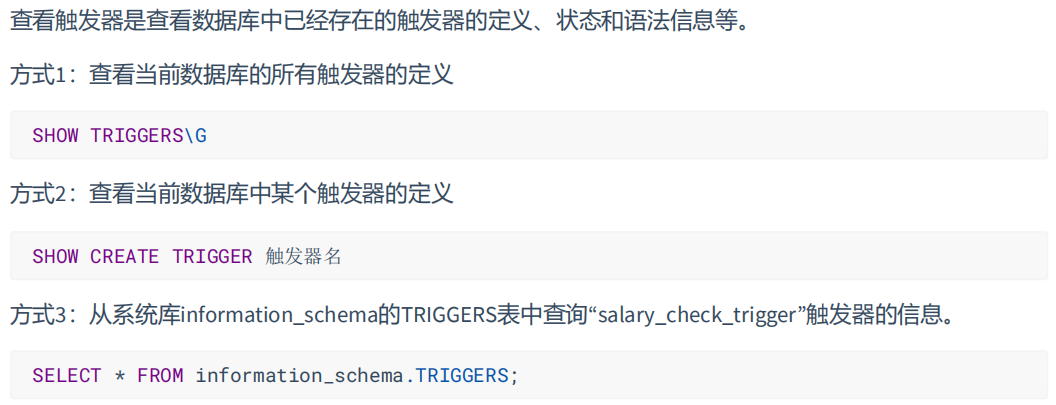 查看触发器是查看数据库中已经存在的触发器的定义、状态和语法信息等。
方式1：查看当前数据库的所有触发器的定义
SHOW TRIGGERS\G
方式2：查看当前数据库中某个触发器的定义
SHOW CREATE TRIGGER 触发器名
方式3：从系统库information_schema的TRIGGERS表中查询“salary_check_trigger”触发器的信息。
SELECT * FROM information_schema.TRIGGERS;